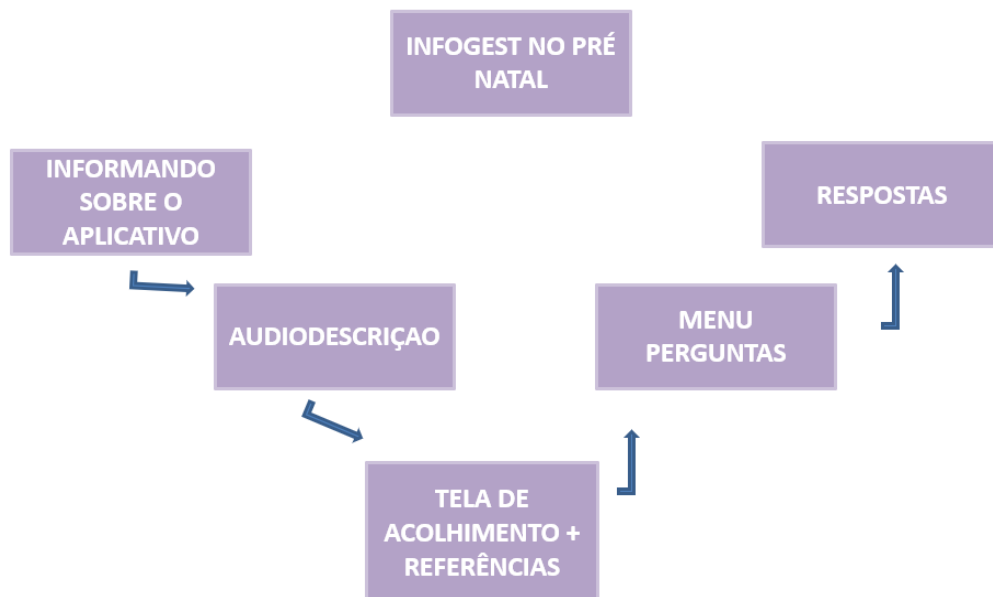 INFOGEST NO PRÉ
NATAL
INFORMANDO
SOBRE O
APLICATIVO
AUDIODESCRIÇAO
TELA DE
ACOLHIMENTO +
REFERÊNCIAS
MENU
PERGUNTAS
RESPOSTAS